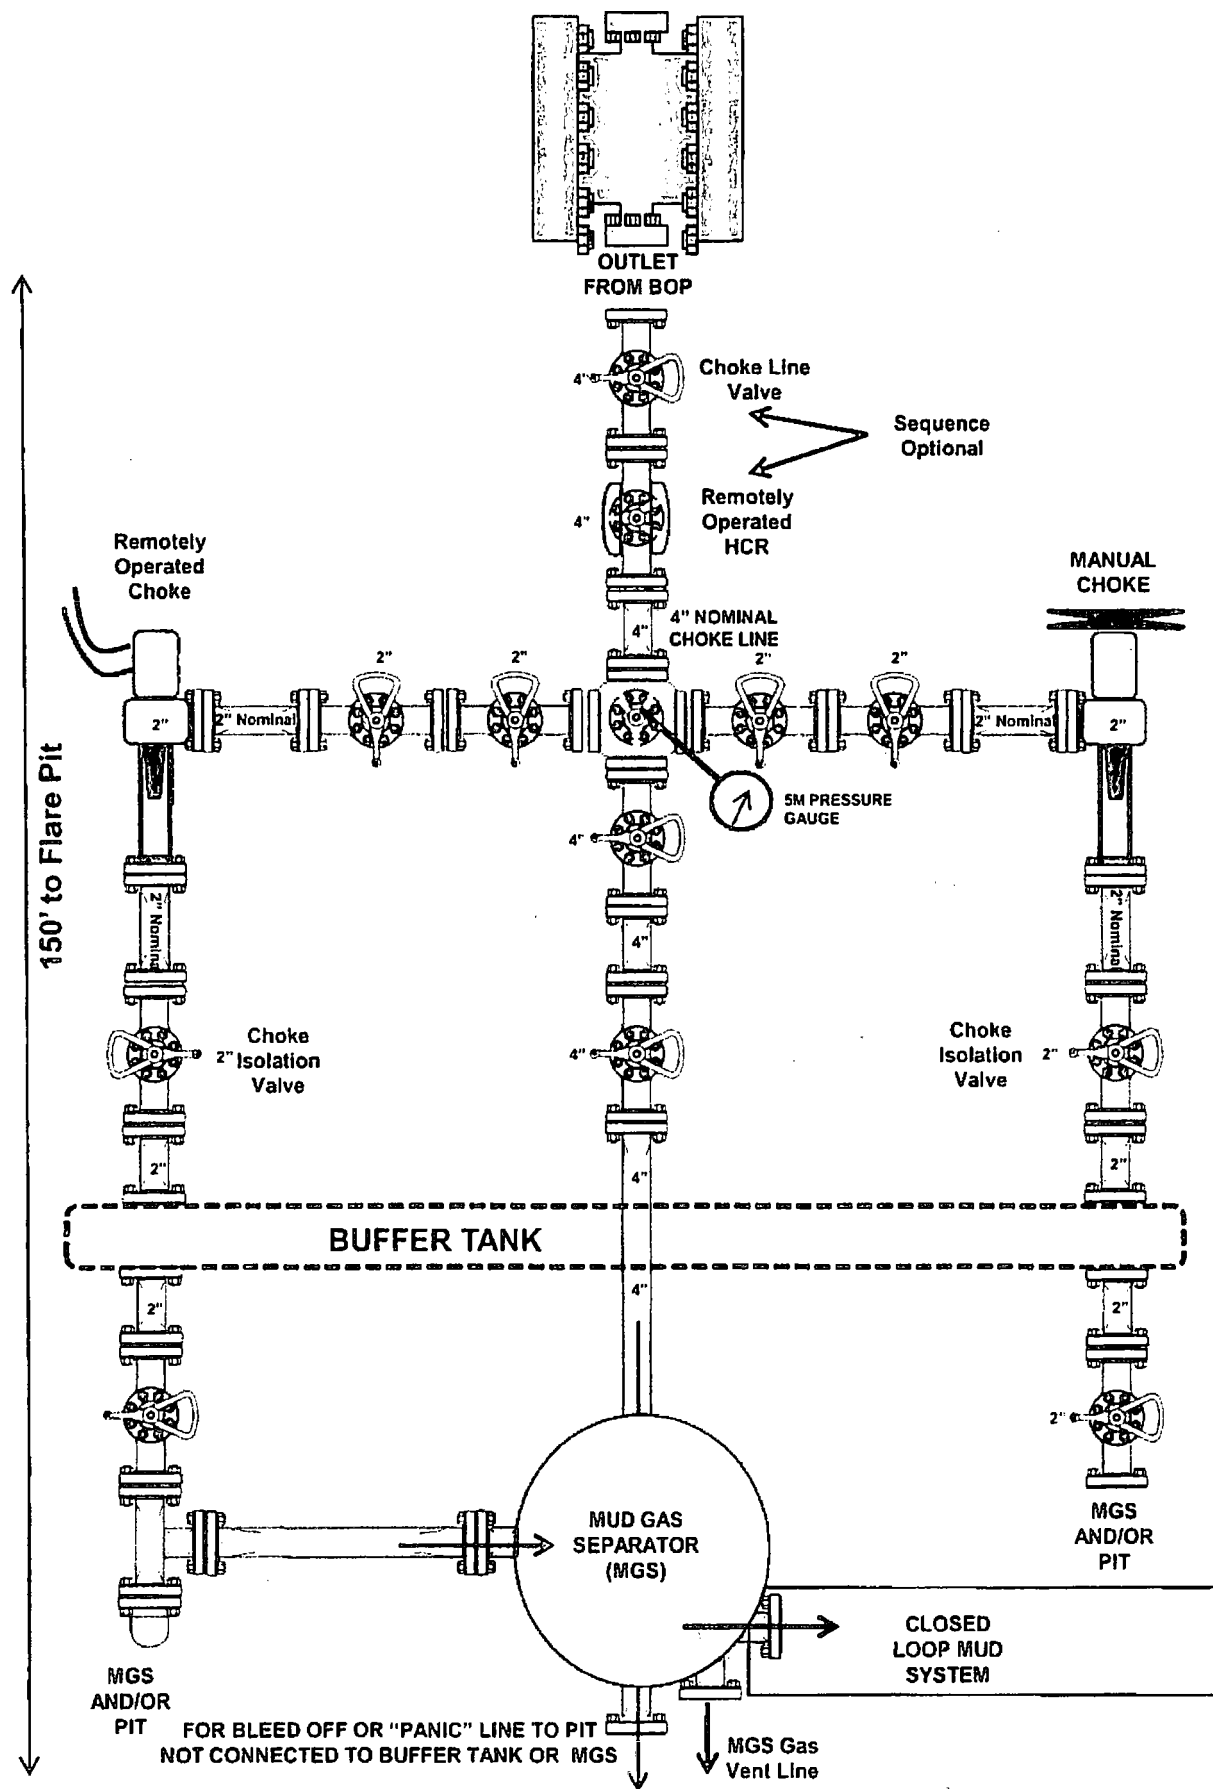 OUTLET
FROM BOP
4"
Choke Line
Valve
Sequence
Optional
4"
Remotely
Operated
HCR
Remotely
Operated
Choke
MANUAL
CHOKE
4"
4" NOMINAL
CHOKE LINE
2"
2"
2"
2"
2"
2" Nominal
2" Nominal
2"
5M PRESSURE
GAUGE
150' to Flare Pit
4"
2" Nominal
4"
2" Nominal
2"
Choke
Isolation
Valve
4"
Choke
Isolation
Valve
2"
2"
4"
2"
BUFFER TANK
4"
2"
2"
2"
MUD GAS
SEPARATOR
(MGS)
MGS
AND/OR
PIT
CLOSED
LOOP MUD
SYSTEM
MGS
AND/OR
PIT
FOR BLEED OFF OR "PANIC" LINE TO PIT
NOT CONNECTED TO BUFFER TANK OR MGS
MGS Gas
Vent Line